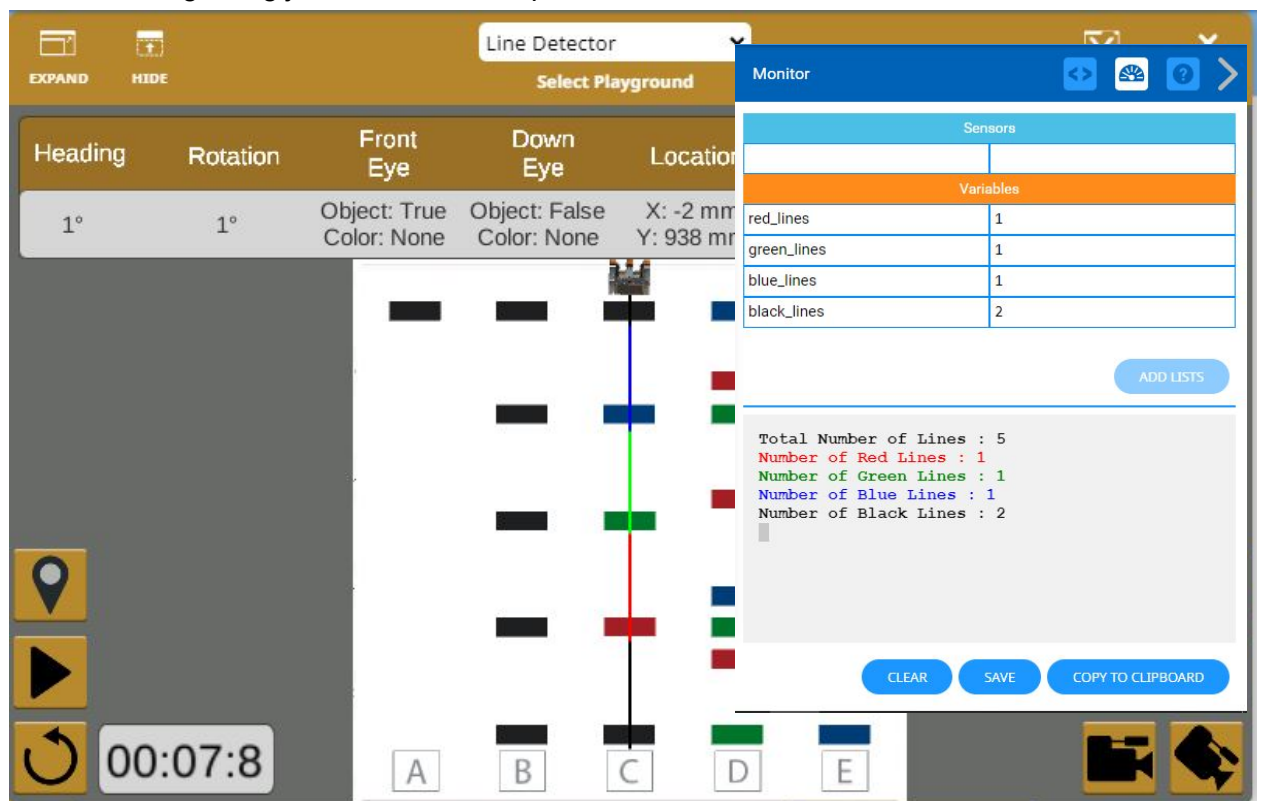 Line Detector
EXPAND
HIDE
Select Playground
Heading
Rotation
Front Eye
Down Eye
1°
1°
Object: True
Color: None
Object: False
Color: None
X: -2 mm
Y: 938
Monitor
Sensors
Variables
red_lines 1
green_lines 1
blue_lines 1
black_lines 2
ADD LISTS
Total Number of Lines : 5
Number of Red Lines : 1
Number of Green Lines : 1
Number of Blue Lines : 1
Number of Black Lines : 2
CLEAR
SAVE
COPY TO CLIPBOARD
00:07:8
A
B
C
D
E